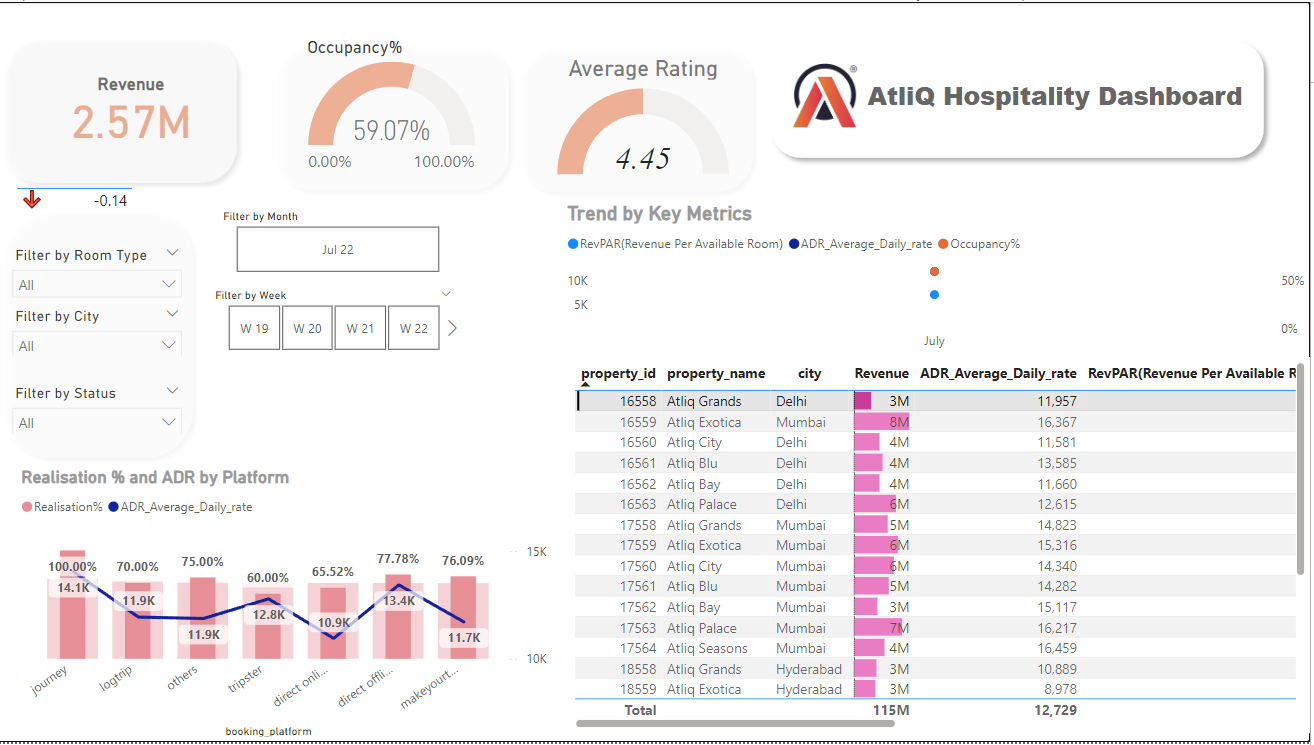 Revenue
2.57M
-0.14
Occupancy%
59.07%
0.00% 100.00%
Average Rating
4.45
®
AtliQ Hospitality Dashboard
Filter by Room Type
All
Filter by City
All
Filter by Status
All
Filter by Month
Jul 22
Filter by Week
W 19 W 20 W 21 W 22
Trend by Key Metrics
RevPAR(Revenue Per Available Room) ADR_Average_Daily_rate Occupancy%
10K 50%
5K
0%
July
property_id property_name city Revenue ADR_Average_Daily_rate RevPAR(Revenue Per Available R
16558 Atliq Grands Delhi 3M 11,957
16559 Atliq Exotica Mumbai 8M 16,367
16560 Atliq City Delhi 4M 11,581
16561 Atliq Blu Delhi 4M 13,585
16562 Atliq Bay Delhi 4M 11,660
16563 Atliq Palace Delhi 6M 12,615
17558 Atliq Grands Mumbai 5M 14,823
17559 Atliq Exotica Mumbai 6M 15,316
17560 Atliq City Mumbai 6M 14,340
17561 Atliq Blu Mumbai 5M 14,282
17562 Atliq Bay Mumbai 3M 15,117
17563 Atliq Palace Mumbai 7M 16,217
17564 Atliq Seasons Mumbai 4M 16,459
18558 Atliq Grands Hyderabad 3M 10,889
18559 Atliq Exotica Hyderabad 3M 8,978
Total 115M 12,729
Realisation % and ADR by Platform
Realisation% ADR_Average_Daily_rate
100.00% 70.00% 75.00% 60.00% 65.52% 77.78% 76.09%
14.1K 11.9K 11.9K 12.8K 10.9K 13.4K 11.7K
15K
10K
journey logtrip others tripster direct onli... direct offli... makeyourt...
booking_platform